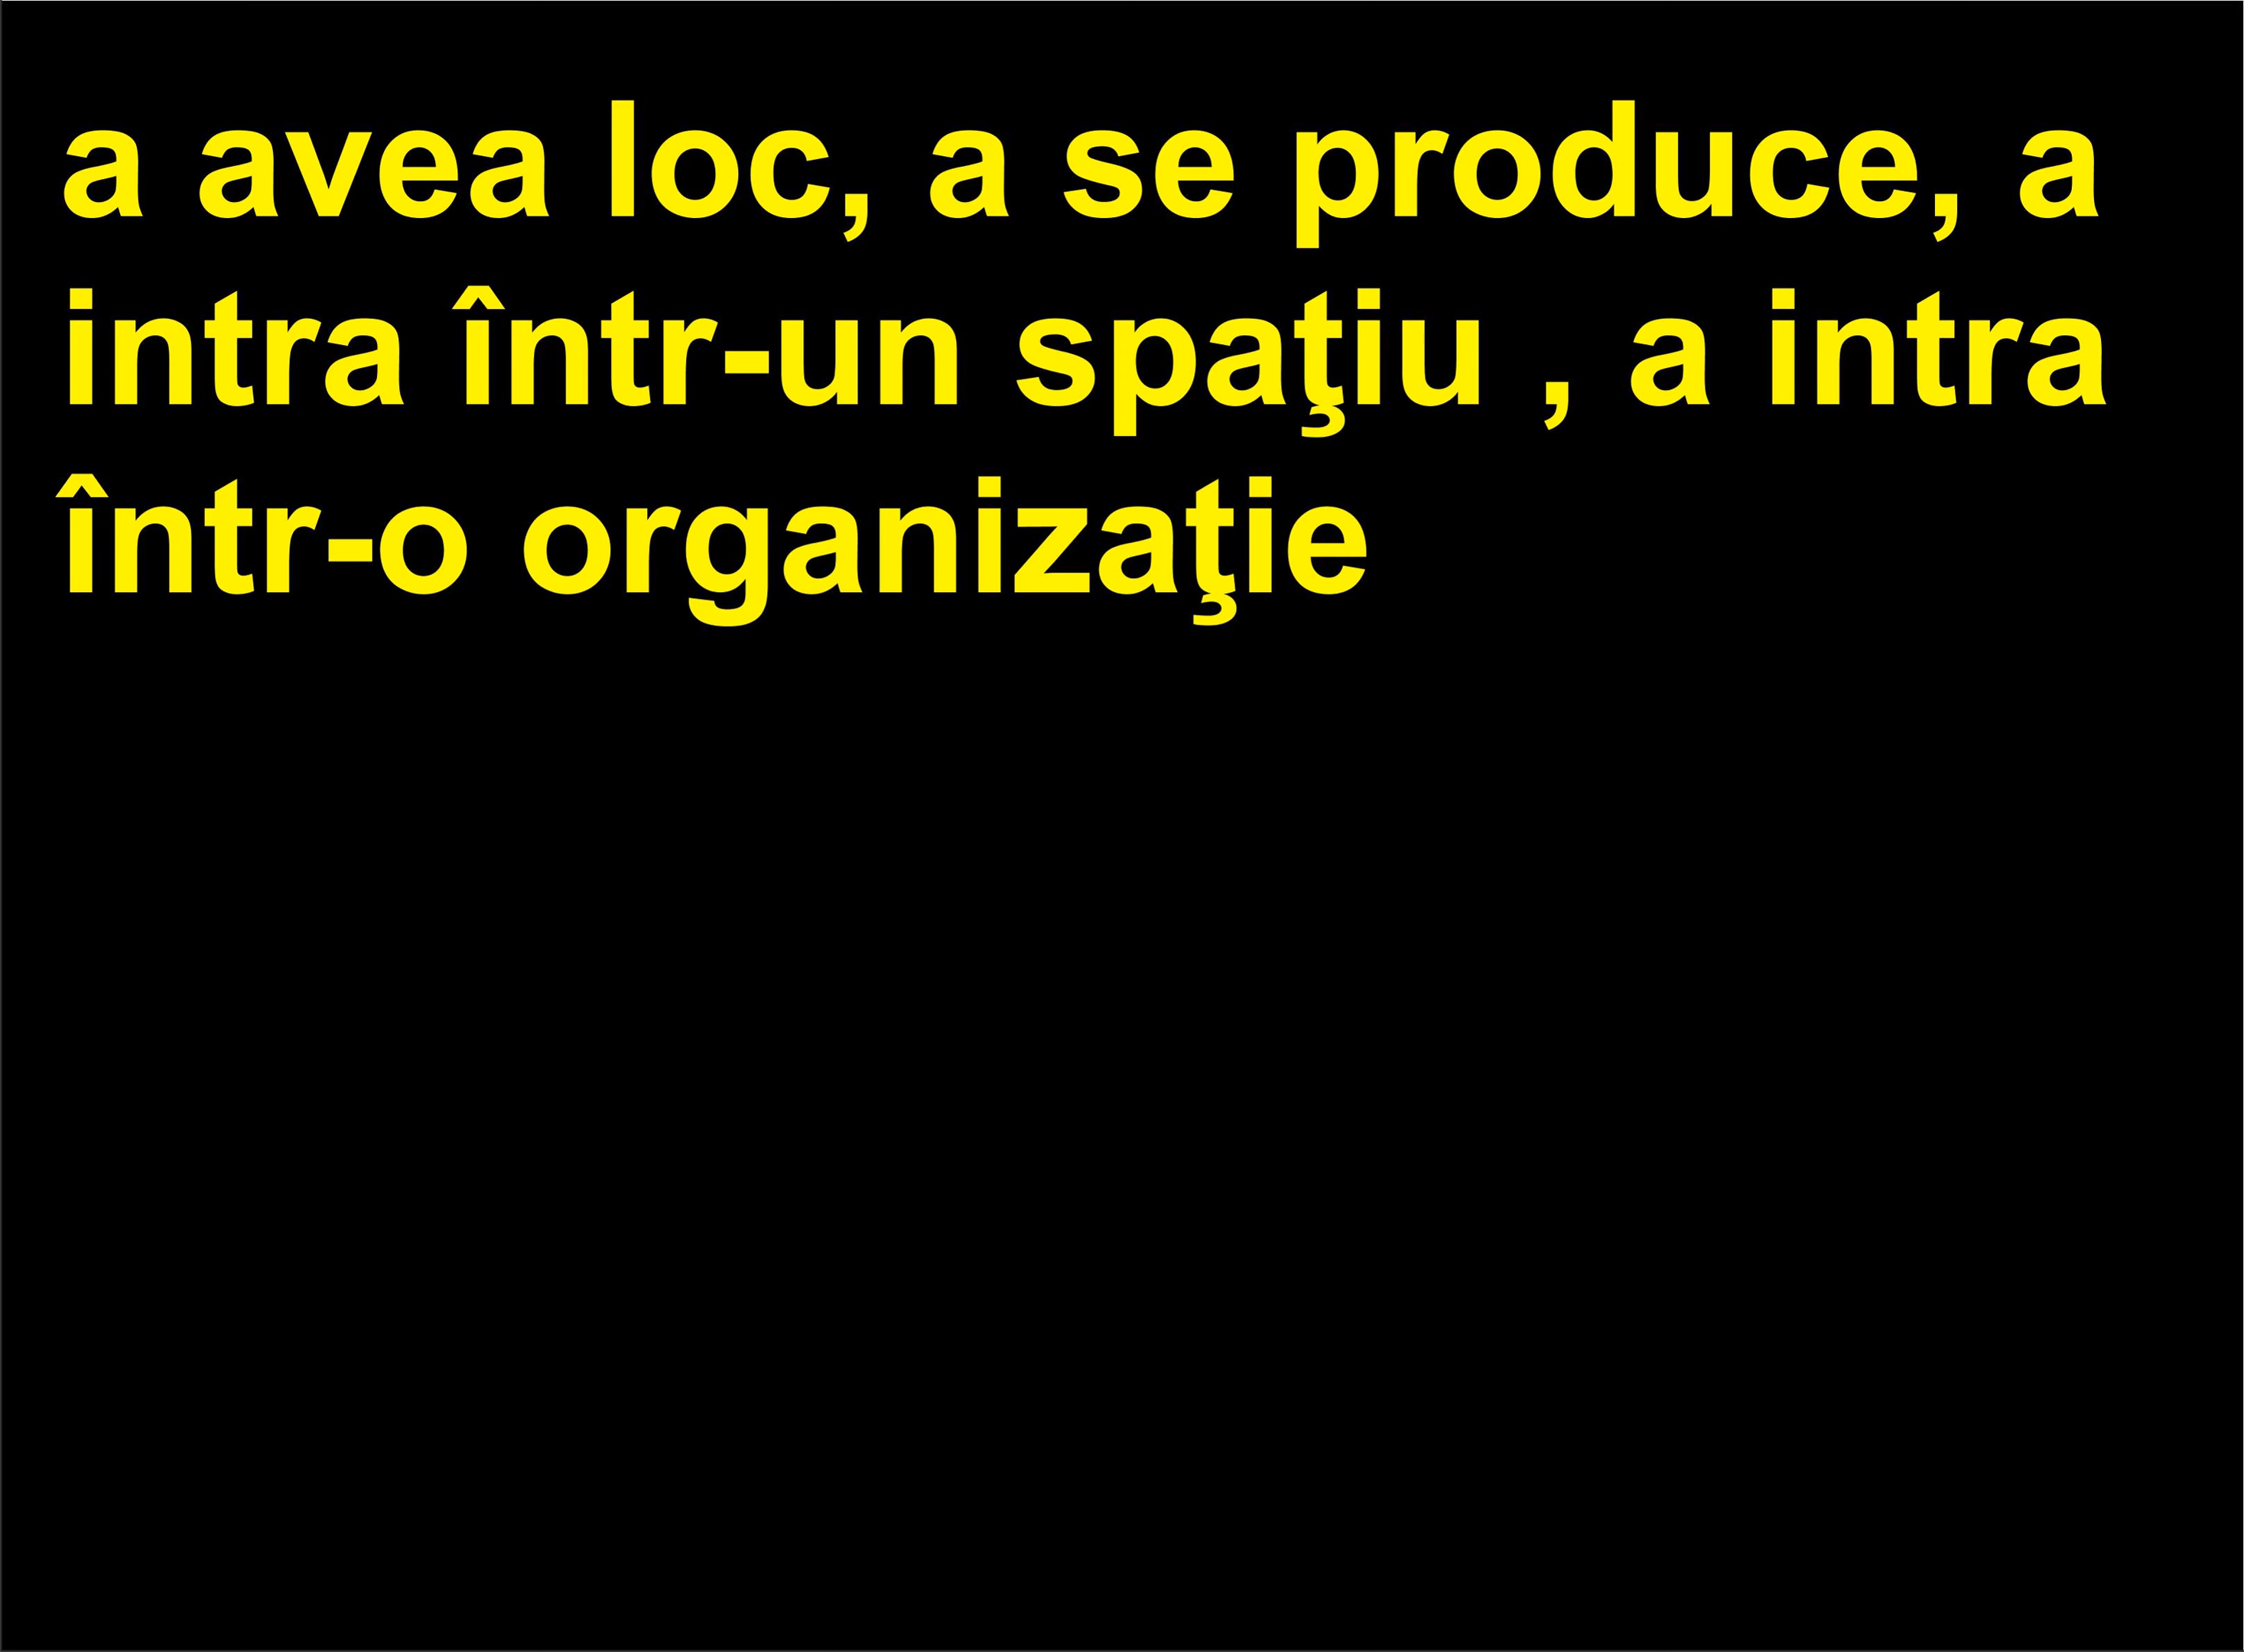 a avea loc, a se produce, a
intra într-un spaţiu , a intra
într-o organizaţie